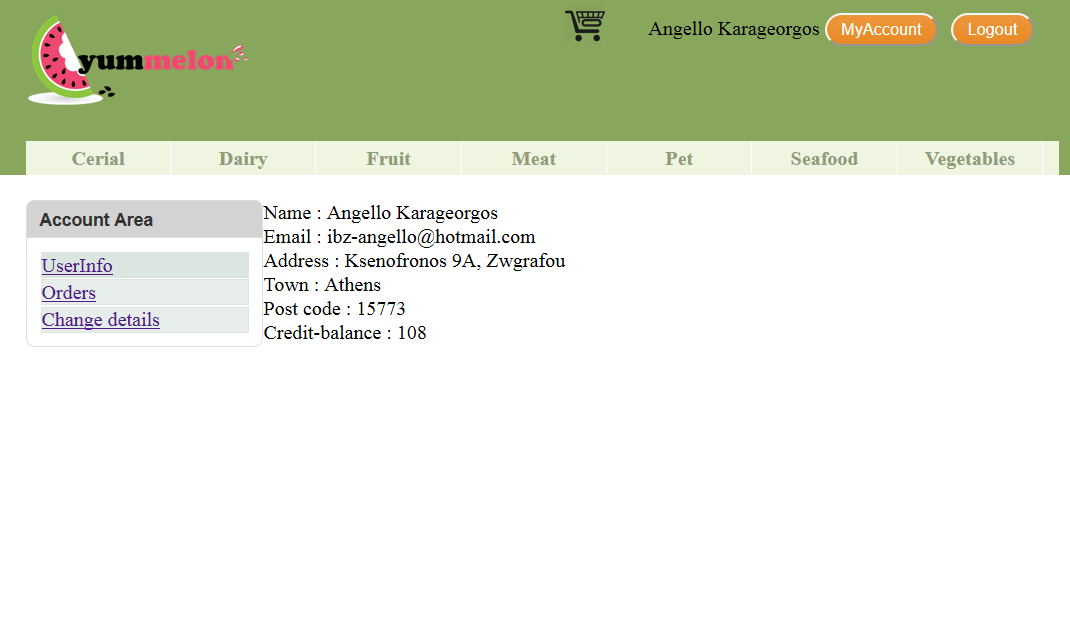 yummelon
Angello Karageorgos MyAccount Logout
Cerial Dairy Fruit Meat Pet Seafood Vegetables
Account Area
UserInfo
Orders
Change details
Name : Angello Karageorgos
Email : ibz-angello@hotmail.com
Address : Ksenofronos 9A, Zwgrafou
Town : Athens
Post code : 15773
Credit-balance : 108